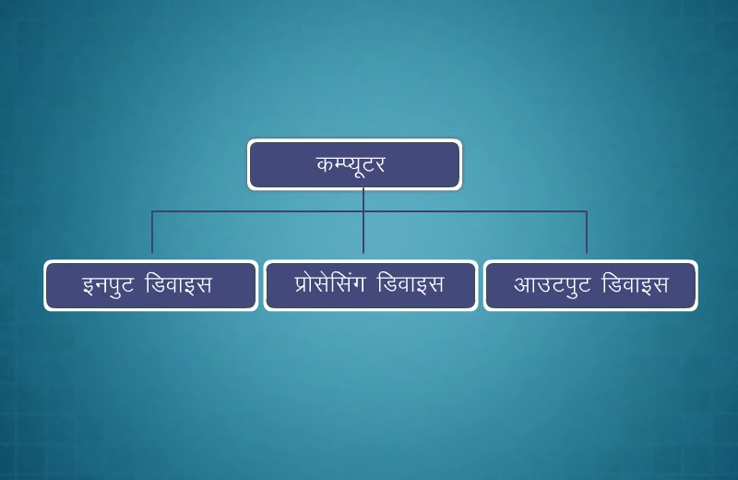 कम्प्यूटर
इनपुट डिवाइस
प्रोसेसिंग डिवाइस
आउटपुट डिवाइस